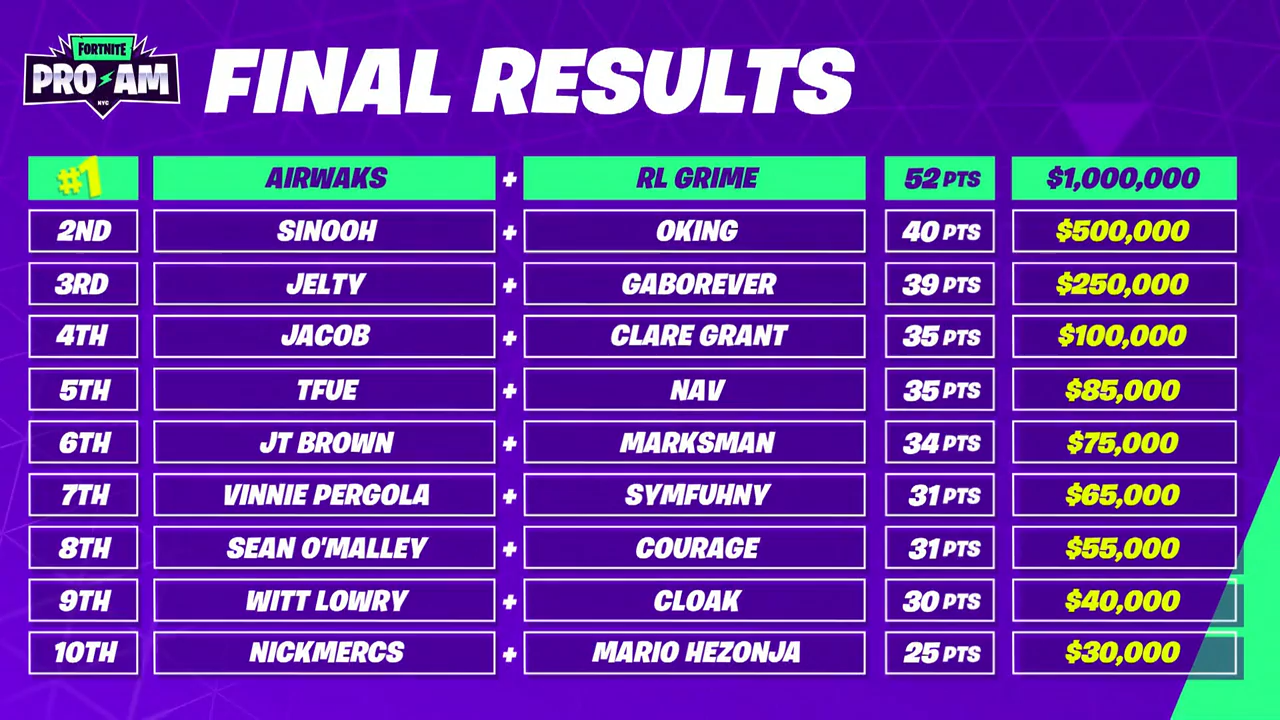 FORTNITE
PRO AM
NYC
FINAL RESULTS
#1 AIRWAKS + RL GRIME 52 PTS $1,000,000
2ND SINOOH + OKING 40 PTS $500,000
3RD JELTY + GABOREVER 39 PTS $250,000
4TH JACOB + CLARE GRANT 35 PTS $100,000
5TH TFUE + NAV 35 PTS $85,000
6TH JT BROWN + MARKSMAN 34 PTS $75,000
7TH VINNIE PERGOLA + SYMFUHNY 31 PTS $65,000
8TH SEAN O'MALLEY + COURAGE 31 PTS $55,000
9TH WITT LOWRY + CLOAK 30 PTS $40,000
10TH NICKMERCS + MARIO HEZONJA 25 PTS $30,000